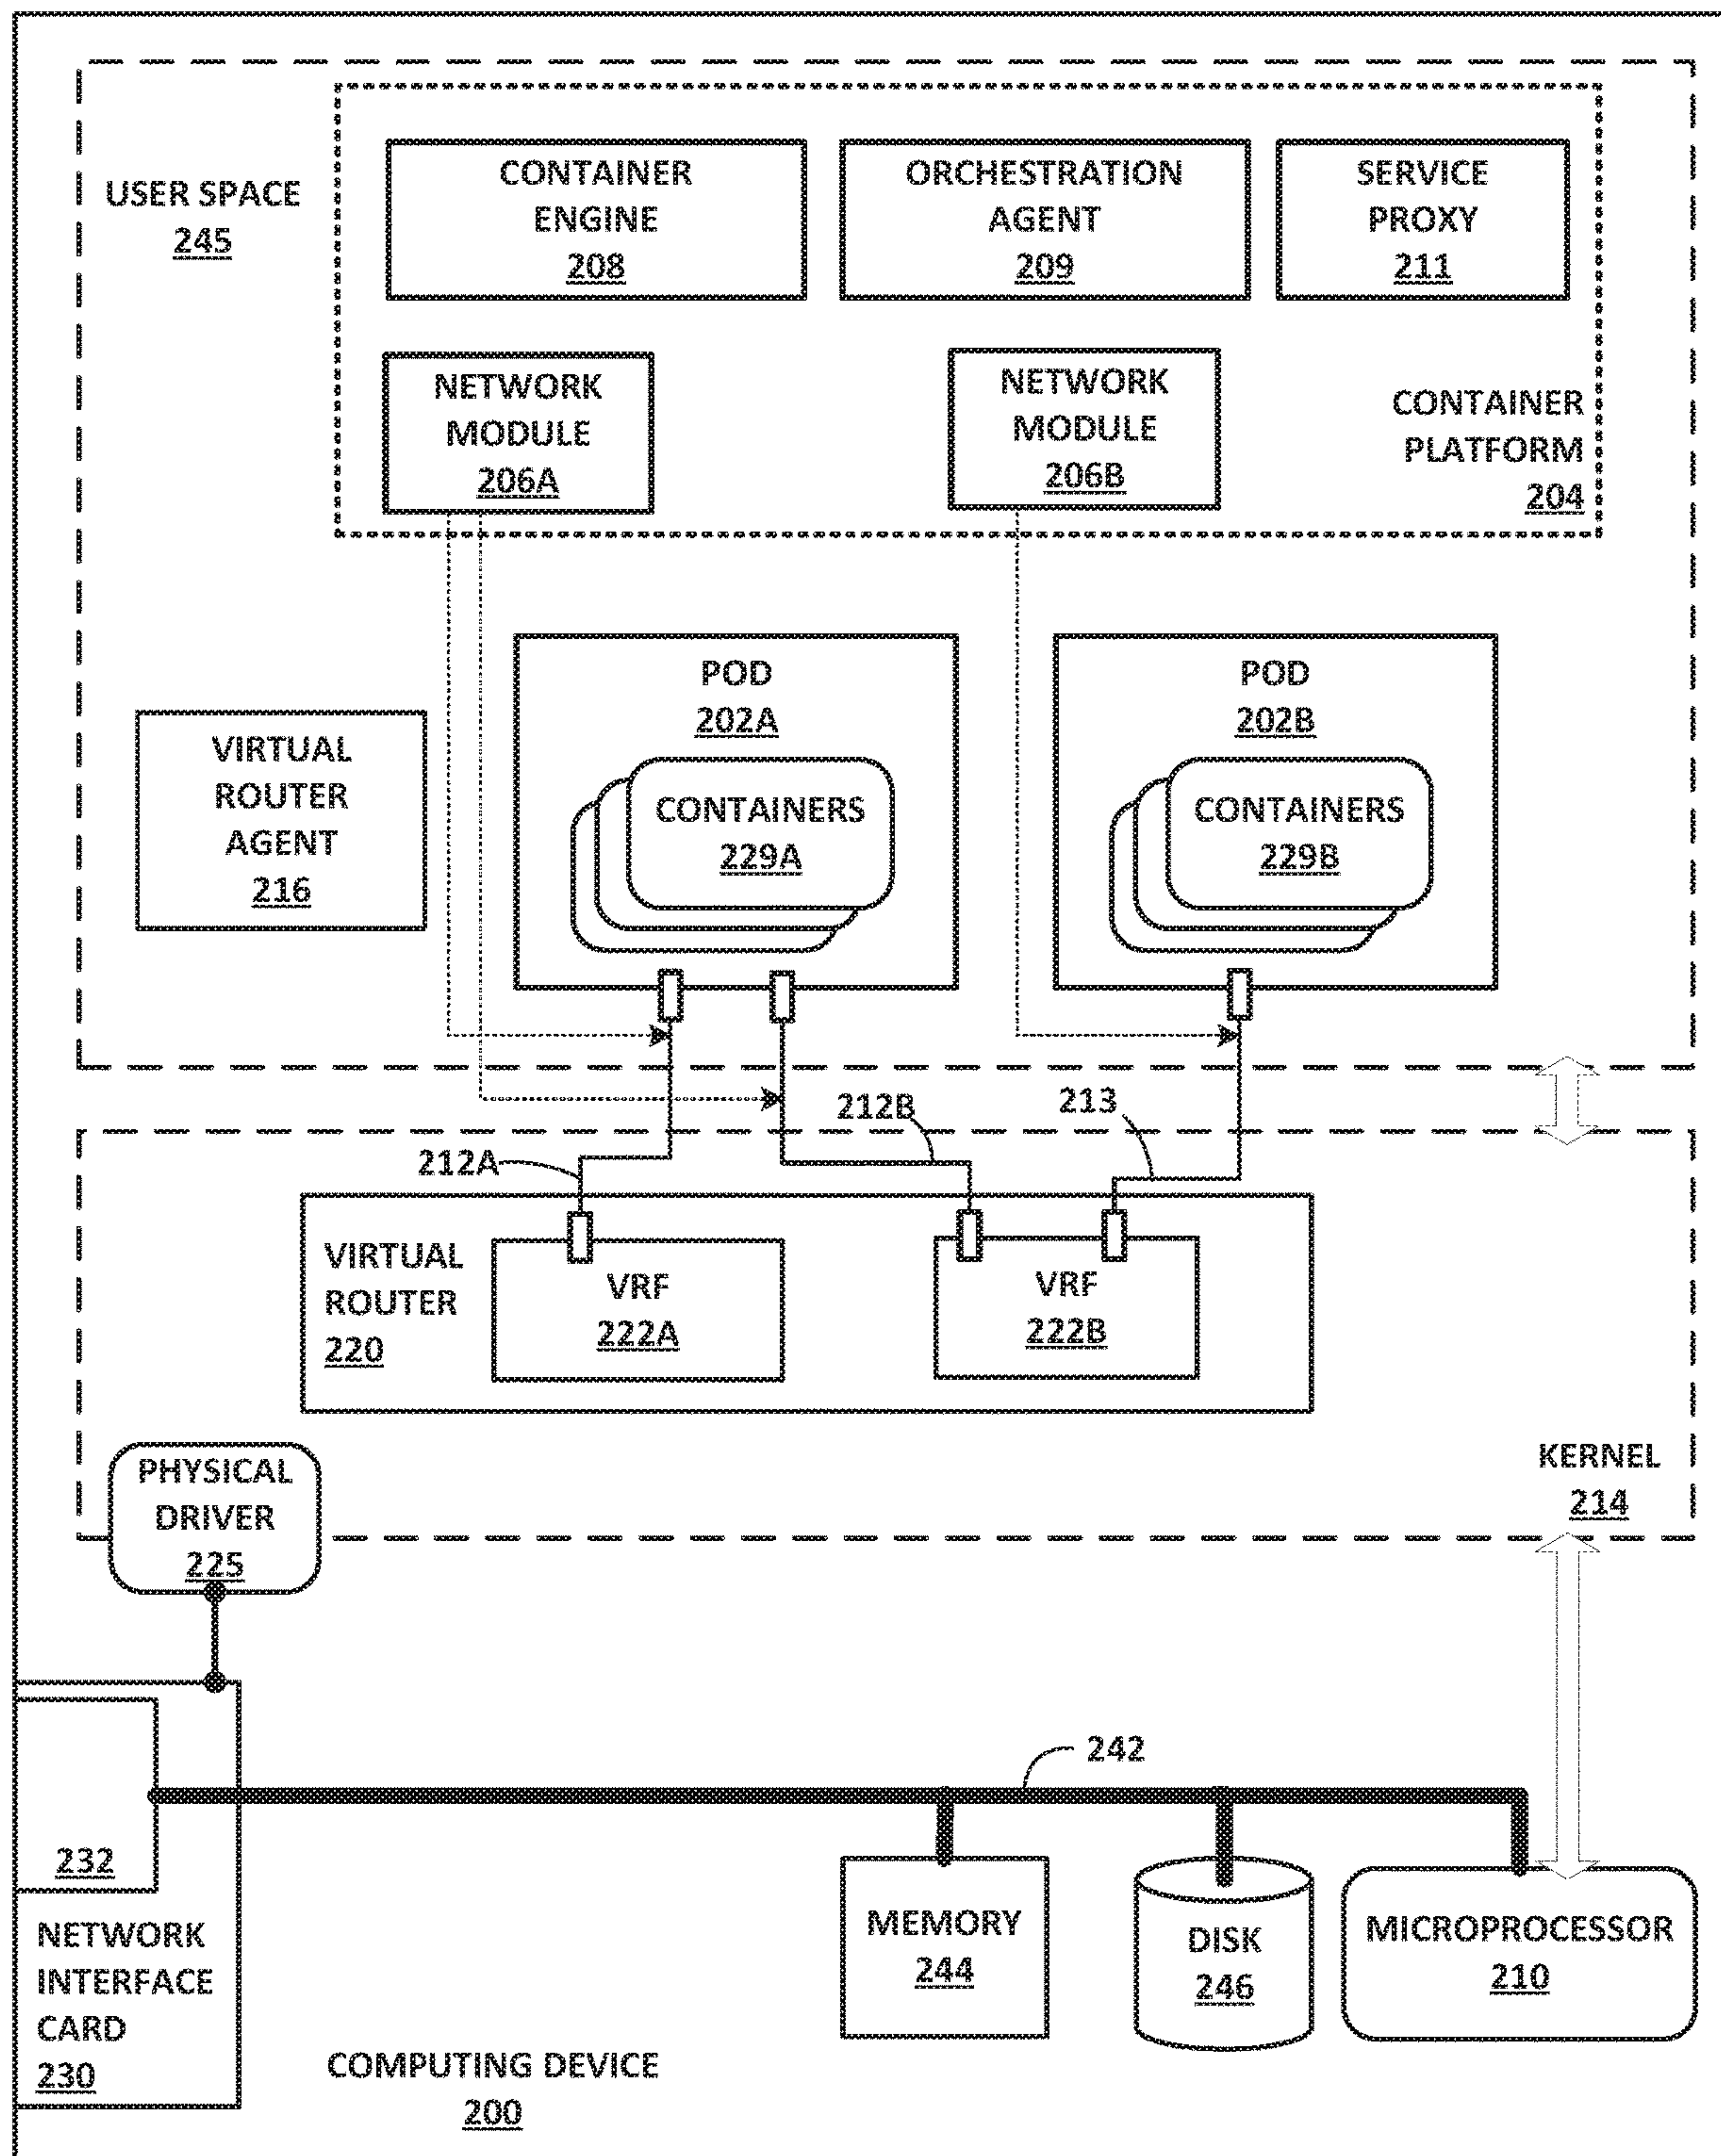 USER SPACE
245
CONTAINER
ENGINE
208
ORCHESTRATION
AGENT
209
SERVICE
PROXY
211
NETWORK
MODULE
206A
NETWORK
MODULE
206B
CONTAINER
PLATFORM
204
POD
202A
CONTAINERS
229A
POD
202B
CONTAINERS
229B
VIRTUAL
ROUTER
AGENT
216
212A
212B
213
VIRTUAL
ROUTER
220
VRF
222A
VRF
222B
KERNEL
214
PHYSICAL
DRIVER
225
242
232
NETWORK
INTERFACE
CARD
230
MEMORY
244
DISK
246
MICROPROCESSOR
210
COMPUTING DEVICE
200